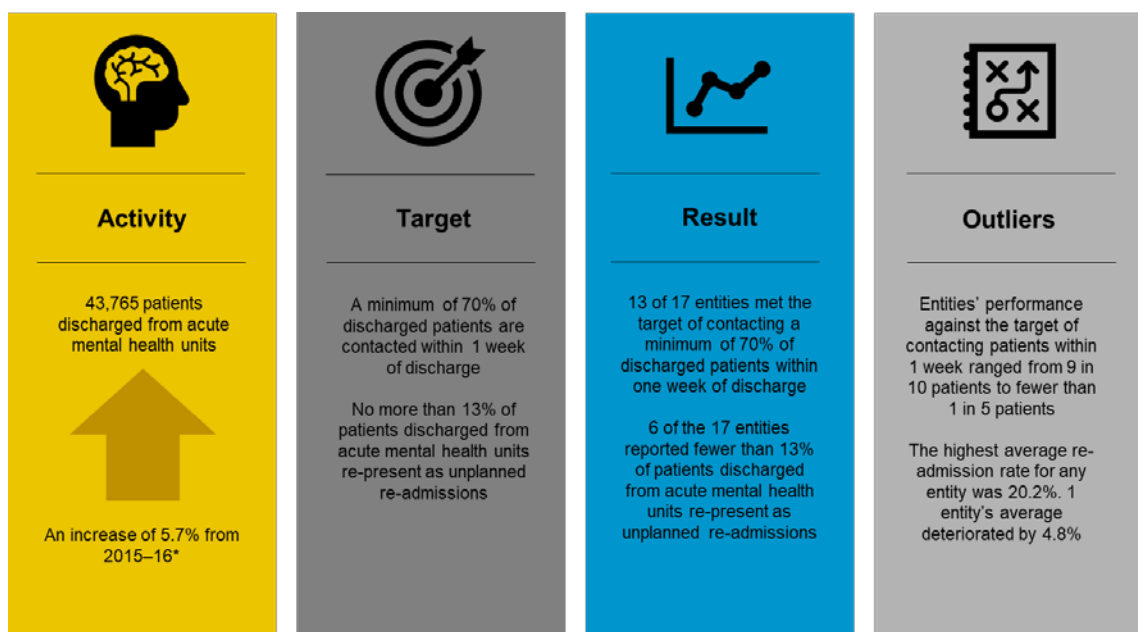 Activity
43,765 patients
discharged from acute
mental health units
An increase of 5.7% from
2015–16*
Target
A minimum of 70% of
discharged patients are
contacted within 1 week
of discharge
No more than 13% of
patients discharged from
acute mental health units
re-present as unplanned
re-admissions
Result
13 of 17 entities met the
target of contacting a
minimum of 70% of
discharged patients within
one week of discharge
6 of the 17 entities
reported fewer than 13%
of patients discharged
from acute mental health
units re-present as
unplanned re-admissions
Outliers
Entities’ performance
against the target of
contacting patients within
1 week ranged from 9 in
10 patients to fewer than
1 in 5 patients
The highest average re-
admission rate for any
entity was 20.2%. 1
entity’s average
deteriorated by 4.8%